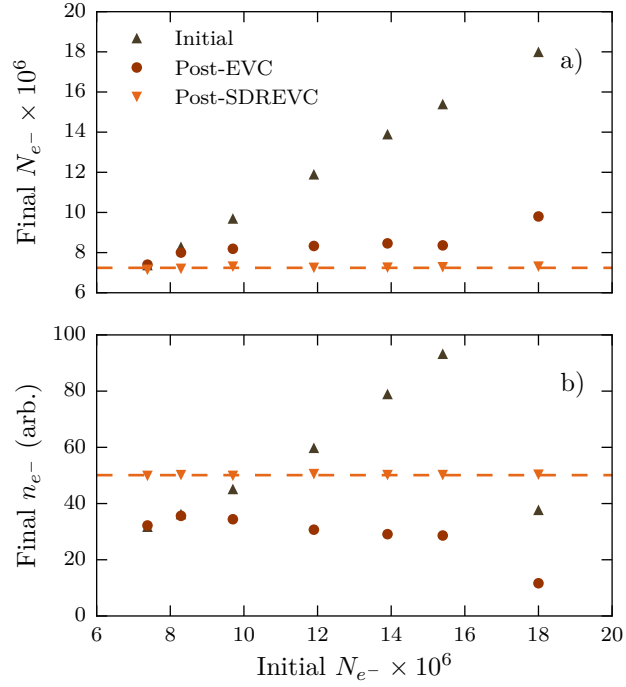 20
18
16
14
12
10
8
6
Final N_{e^-} × 10^6
Initial
Post-EVC
Post-SDREVC
a)
100
80
60
40
20
0
Final n_{e^-} (arb.)
b)
6 8 10 12 14 16 18 20
Initial N_{e^-} × 10^6